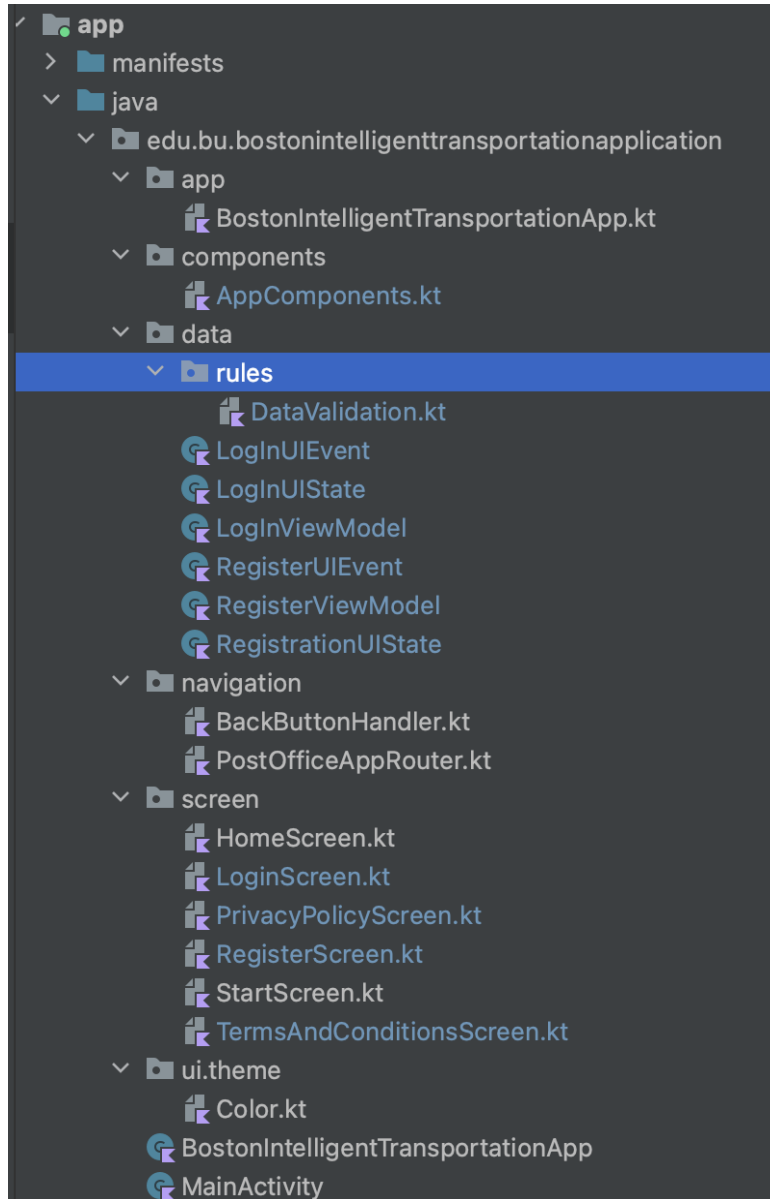 app
manifests
java
edu.bu.bostonintelligenttransportationapplication
app
BostonIntelligentTransportationApp.kt
components
AppComponents.kt
data
rules
DataValidation.kt
LogInUIEvent
LogInUIState
LogInViewModel
RegisterUIEvent
RegisterViewModel
RegistrationUIState
navigation
BackButtonHandler.kt
PostOfficeAppRouter.kt
screen
HomeScreen.kt
LoginScreen.kt
PrivacyPolicyScreen.kt
RegisterScreen.kt
StartScreen.kt
TermsAndConditionsScreen.kt
ui.theme
Color.kt
BostonIntelligentTransportationApp
MainActivity